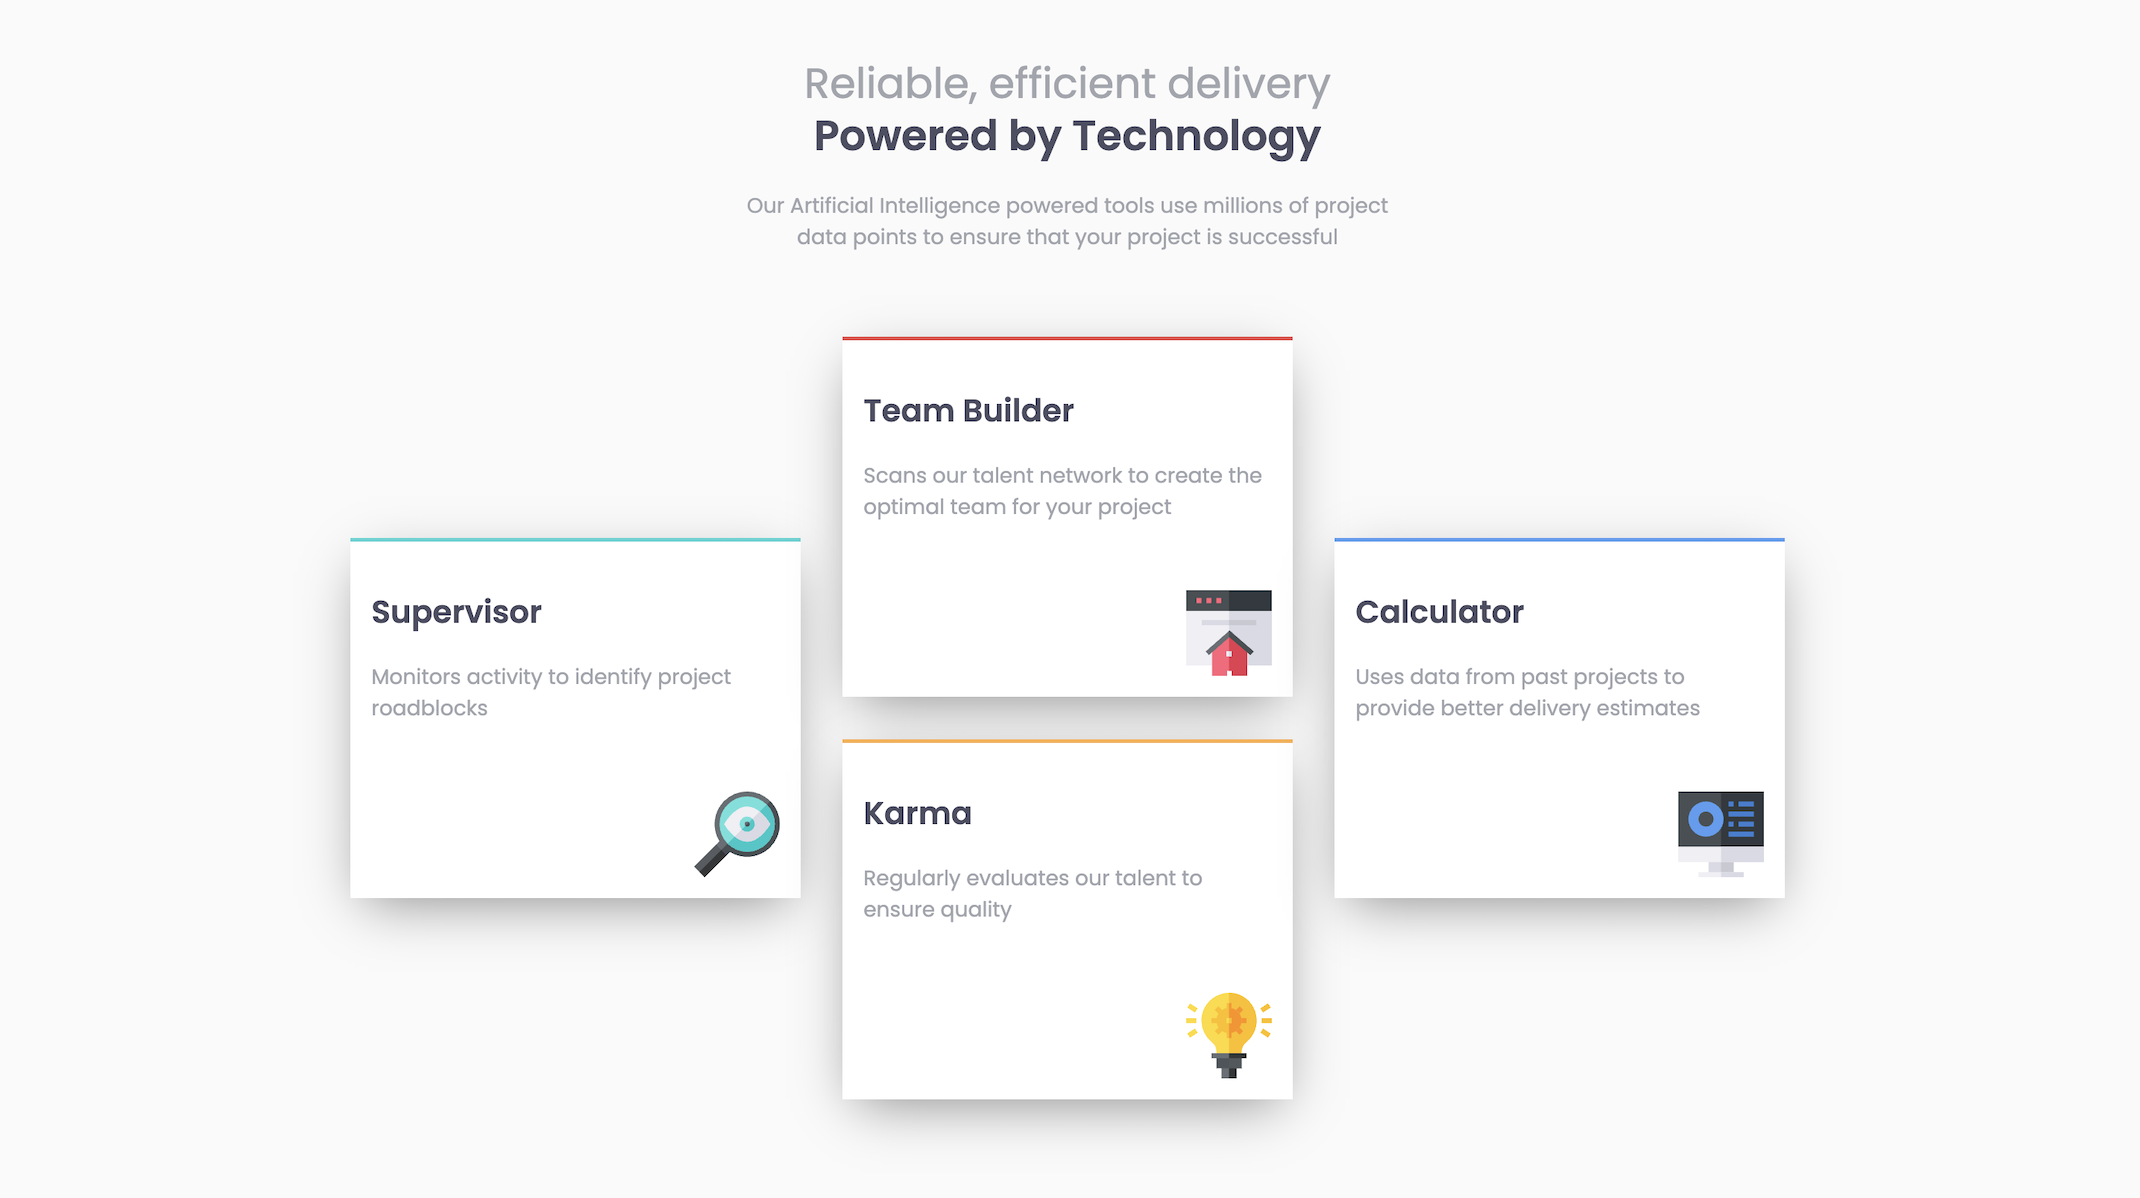 Reliable, efficient delivery
Powered by Technology
Our Artificial Intelligence powered tools use millions of project
data points to ensure that your project is successful
Team Builder
Scans our talent network to create the
optimal team for your project
Supervisor
Monitors activity to identify project
roadblocks
Calculator
Uses data from past projects to
provide better delivery estimates
Karma
Regularly evaluates our talent to
ensure quality